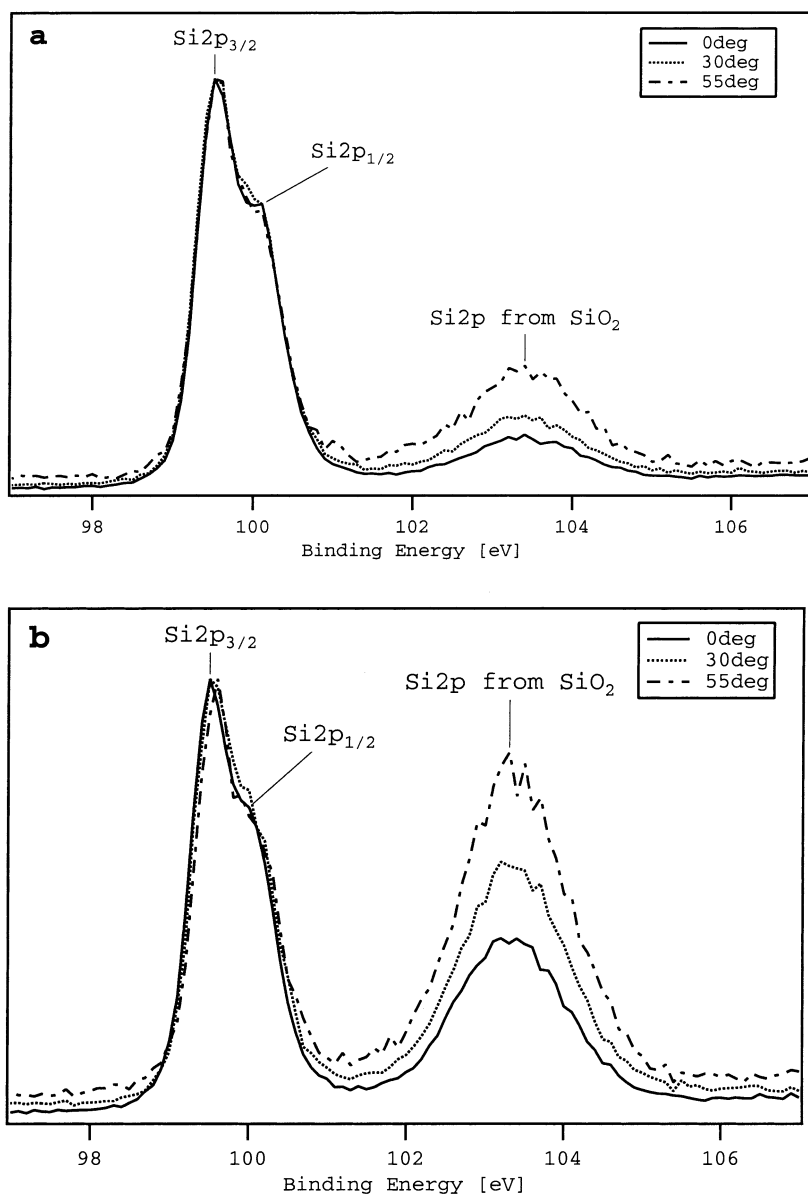 a
Si2p3/2
0deg
30deg
55deg
Si2p1/2
Si2p from SiO2
98 100 102 104 106
Binding Energy [eV]
b
Si2p3/2
0deg
30deg
55deg
Si2p from SiO2
Si2p1/2
98 100 102 104 106
Binding Energy [eV]